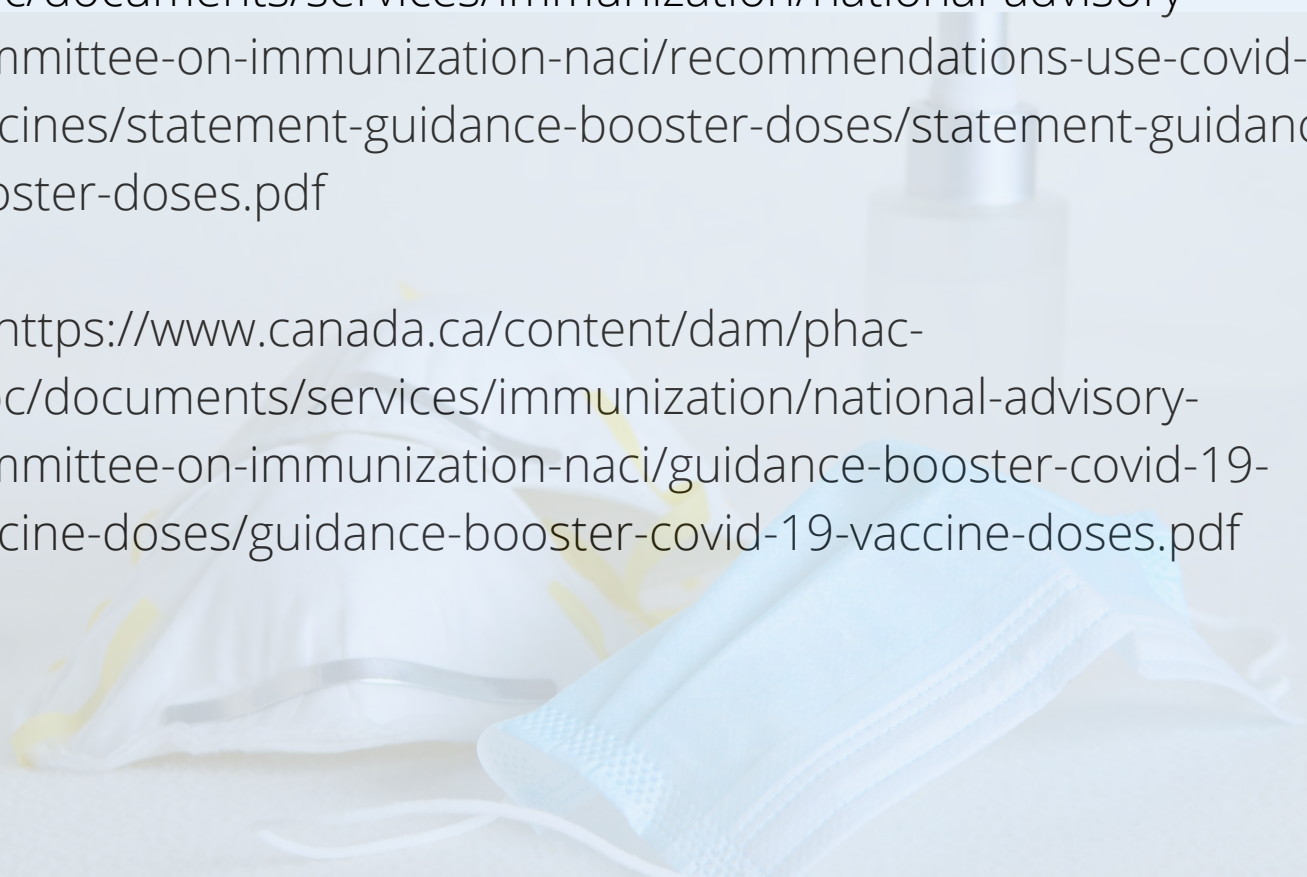 c/documents/services/immunization/national-advisory-
mmittee-on-immunization-naci/recommendations-use-covid-
cines/statement-guidance-booster-doses/statement-guidanc
oster-doses.pdf
https://www.canada.ca/content/dam/phac-
c/documents/services/immunization/national-advisory-
mmittee-on-immunization-naci/guidance-booster-covid-19-
cine-doses/guidance-booster-covid-19-vaccine-doses.pdf